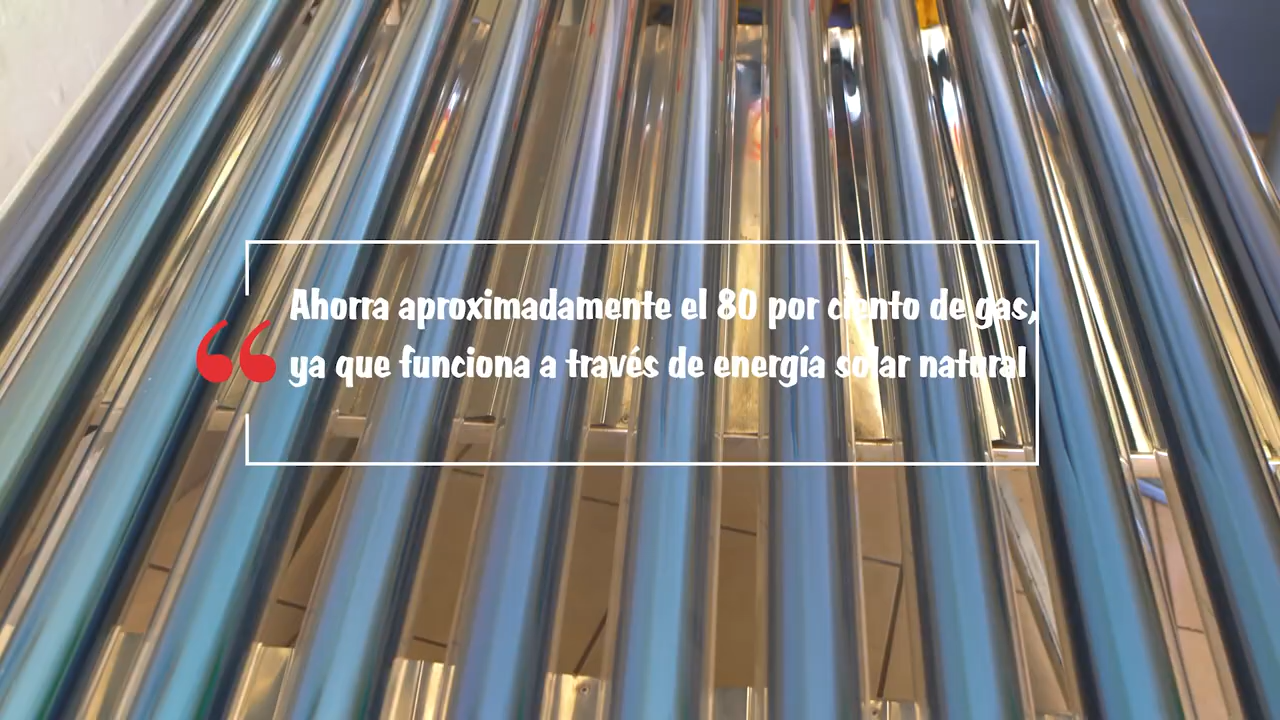 Ahorra aproximadamente el 80 por ciento de gas,
ya que funciona a través de energía solar natural